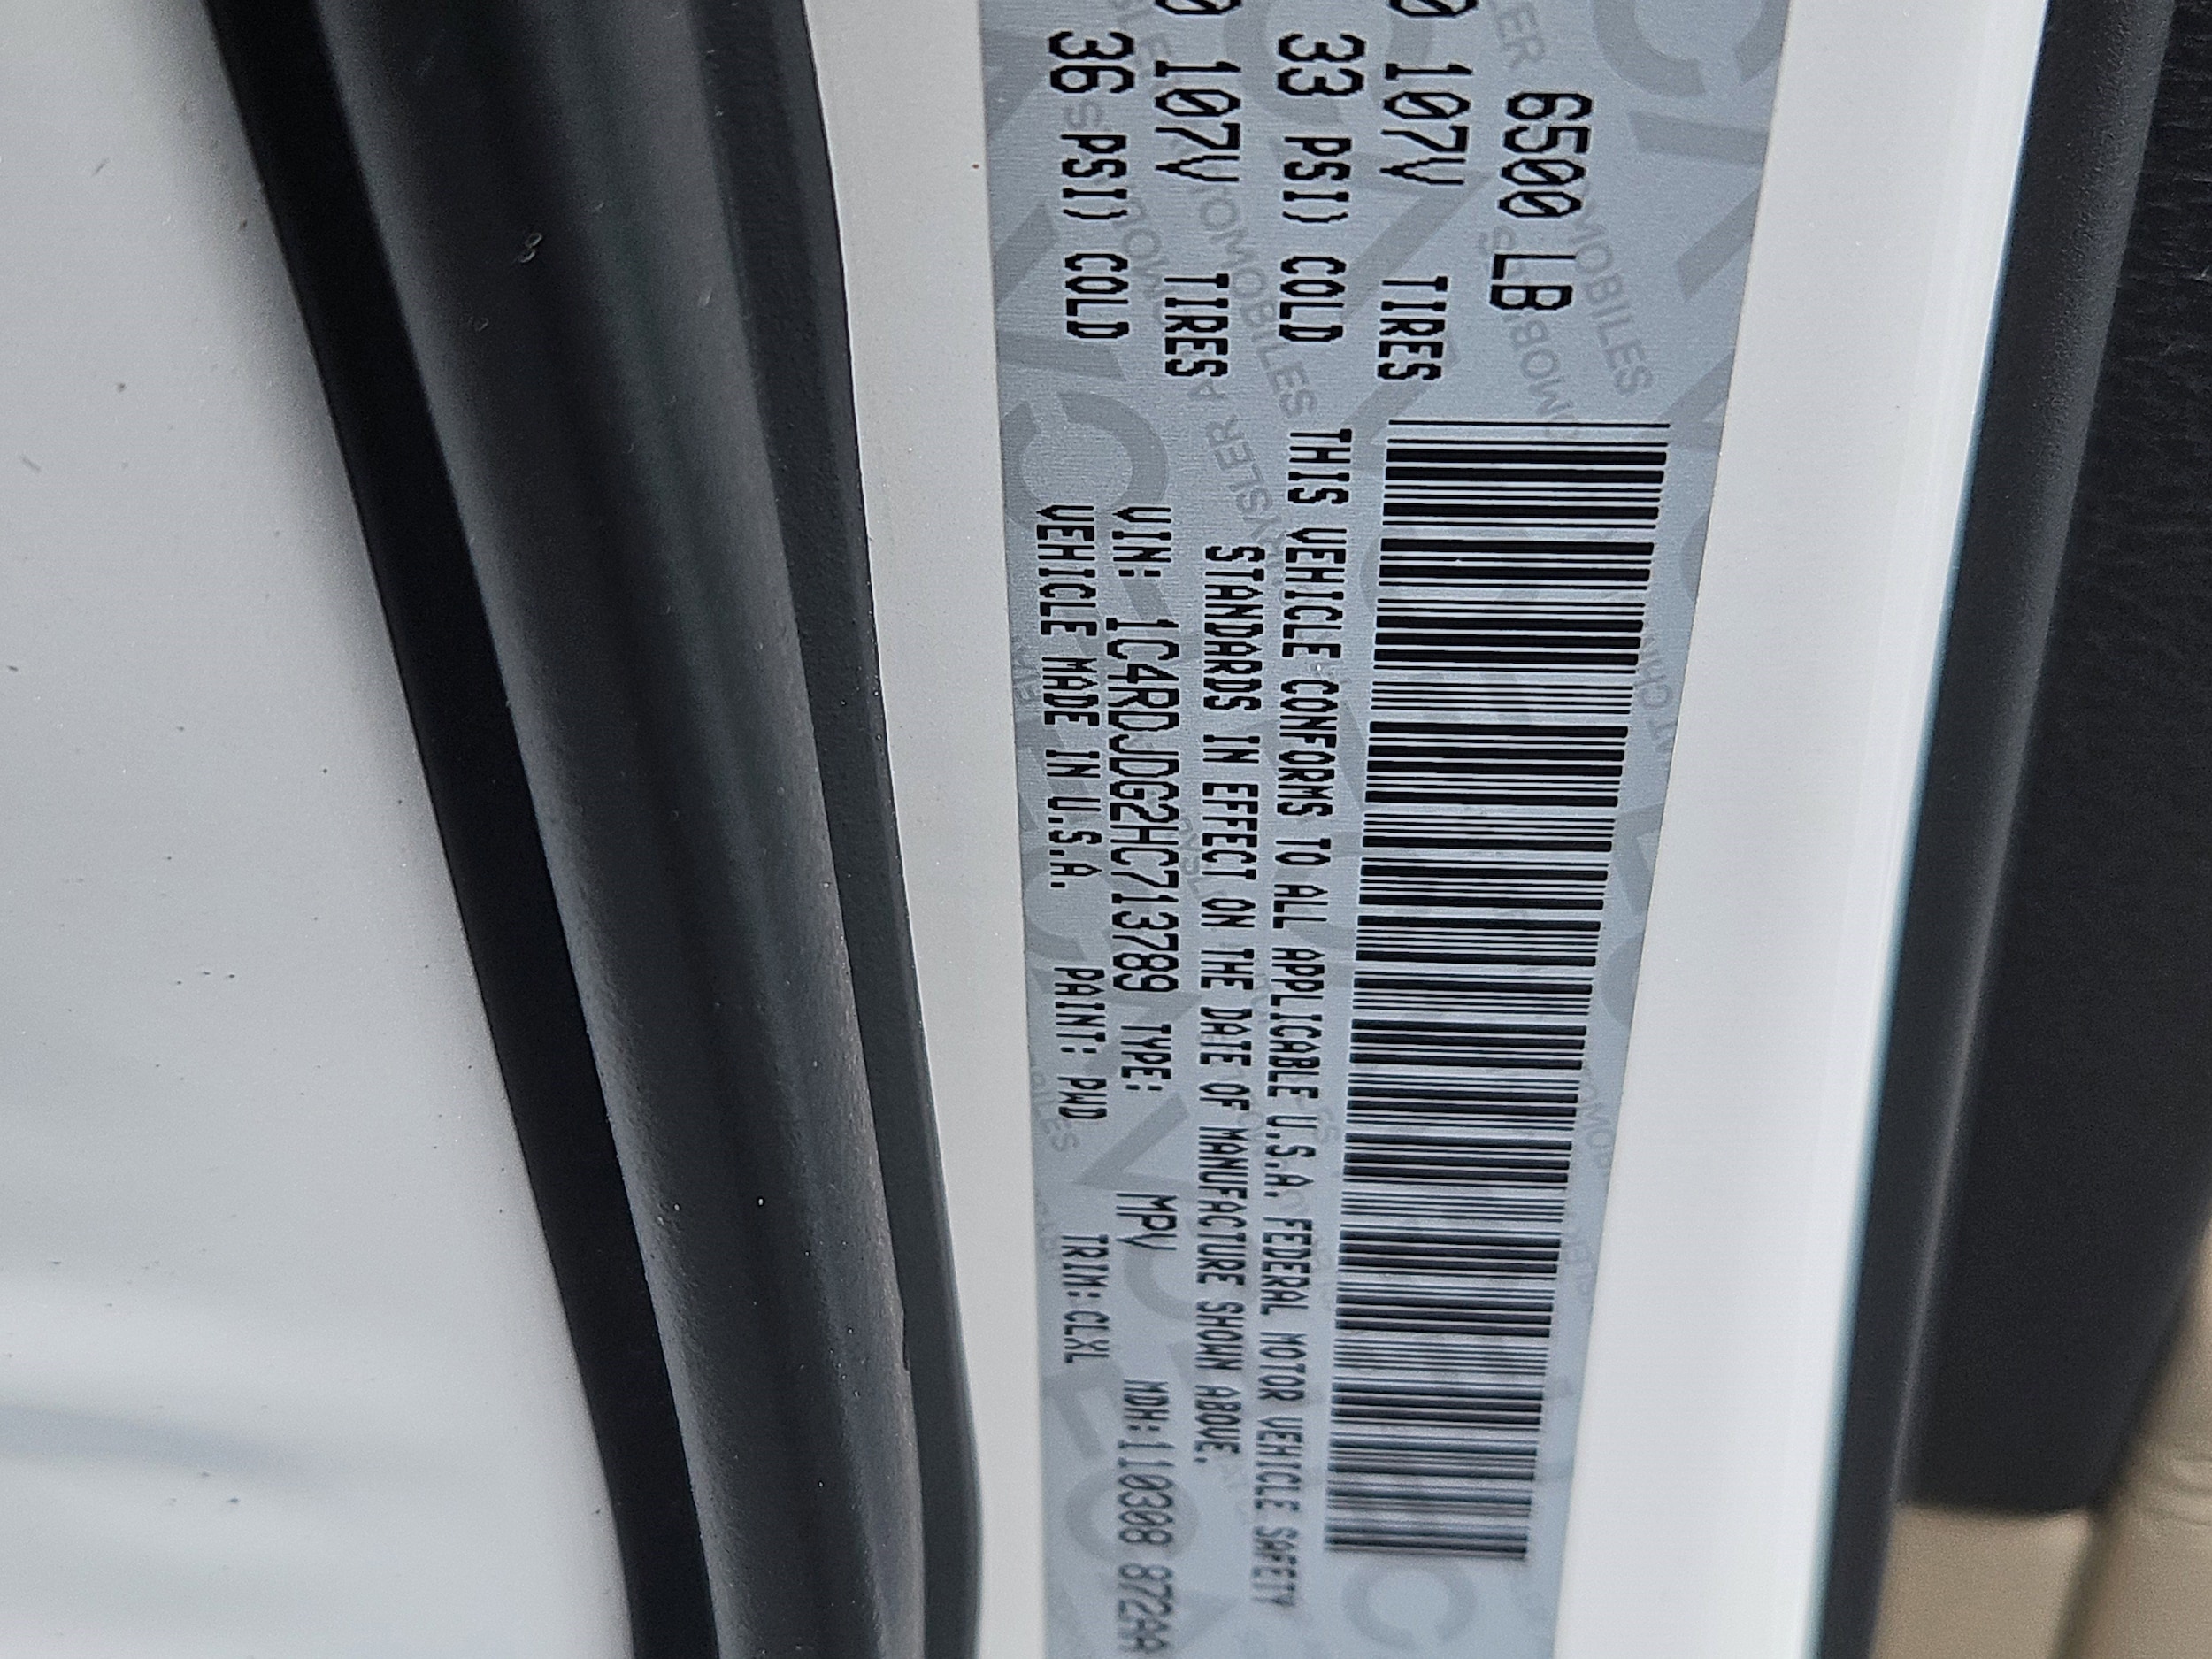 6500 LB
0 107V TIRES
33 PSI) COLD
0 107V TIRES
36 PSI) COLD
THIS VEHICLE CONFORMS TO ALL APPLICABLE U.S.A. FEDERAL MOTOR VEHICLE SAFETY
STANDARDS IN EFFECT ON THE DATE OF MANUFACTURE SHOWN ABOVE.
VIN: 1C4RDJDG2HC713789 TYPE: MPV MDH:110308 872AA
VEHICLE MADE IN U.S.A. PAINT: PWD TRIM:CLXL